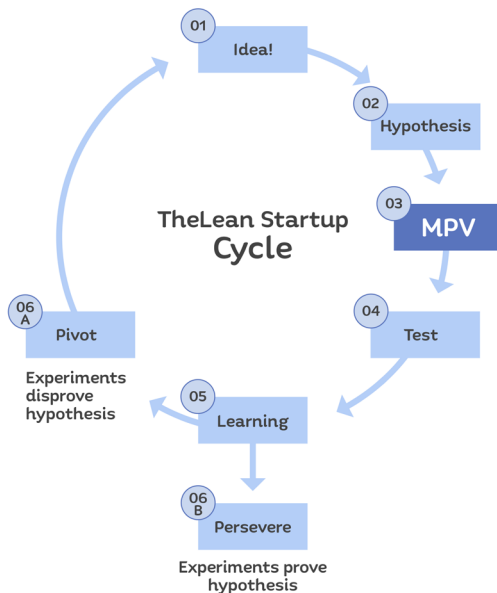 01
Idea!
02
Hypothesis
TheLean Startup
Cycle
03
MPV
04
Test
05
Learning
06
A
Pivot
Experiments
disprove
hypothesis
06
B
Persevere
Experiments prove
hypothesis